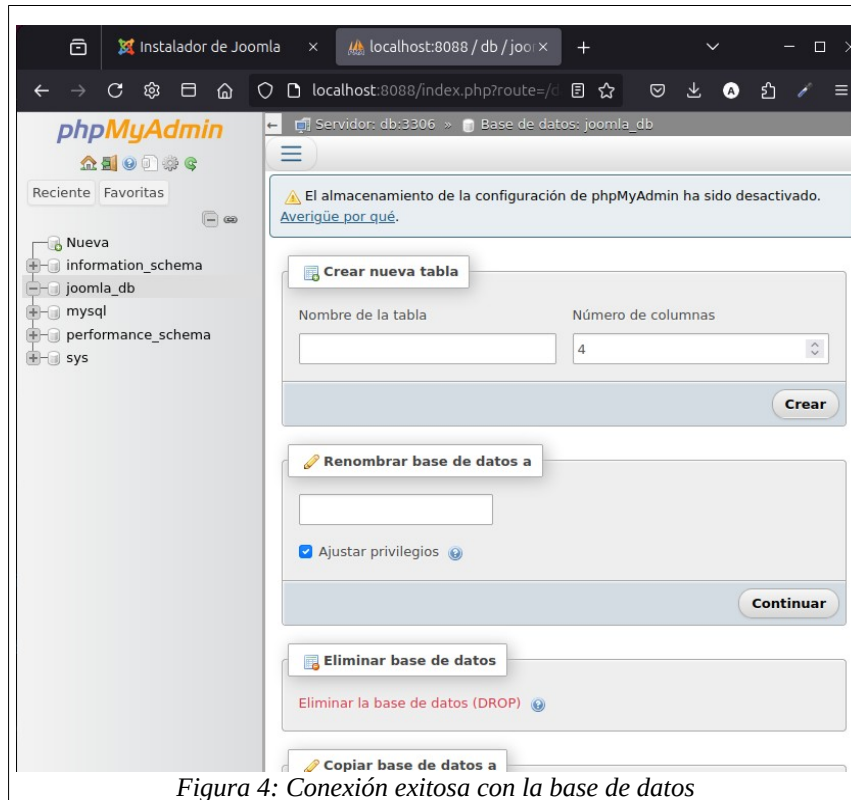 Instalador de Joomla
localhost:8088 / db / joo
localhost:8088/index.php?route=/d
phpMyAdmin
Reciente
Favoritas
Nueva
information_schema
joomla_db
mysql
performance_schema
sys
Servidor: db:3306 » Base de datos: joomla_db
El almacenamiento de la configuración de phpMyAdmin ha sido desactivado.
Averigüe por qué.
Crear nueva tabla
Nombre de la tabla
Número de columnas
4
Crear
Renombrar base de datos a
Ajustar privilegios
Continuar
Eliminar base de datos
Eliminar la base de datos (DROP)
Copiar base de datos a
Figura 4: Conexión exitosa con la base de datos